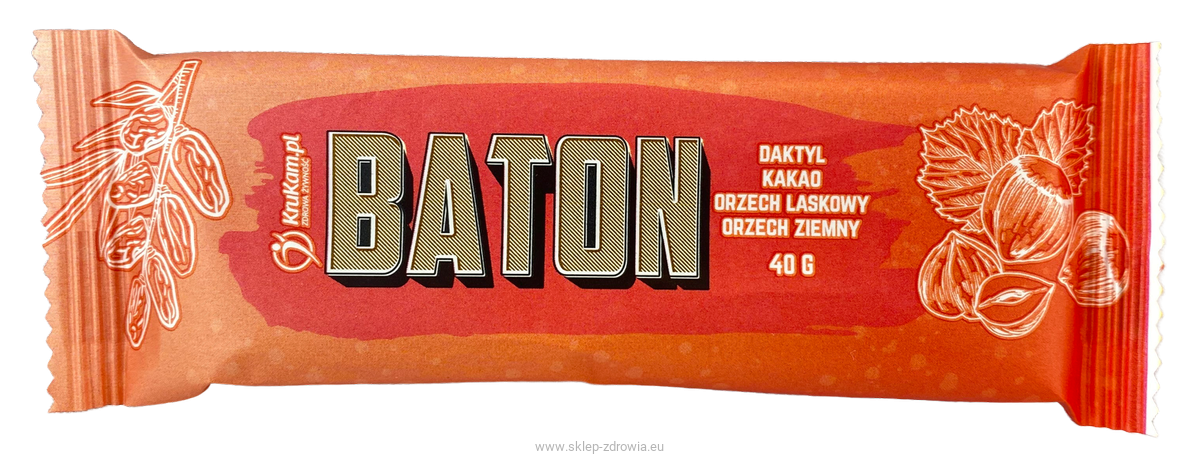 KruKam.pl
ZDROWA ŻYWNOŚĆ
BATON
DAKTYL
KAKAO
ORZECH LASKOWY
ORZECH ZIEMNY
40 G
www.sklep-zdrowia.eu